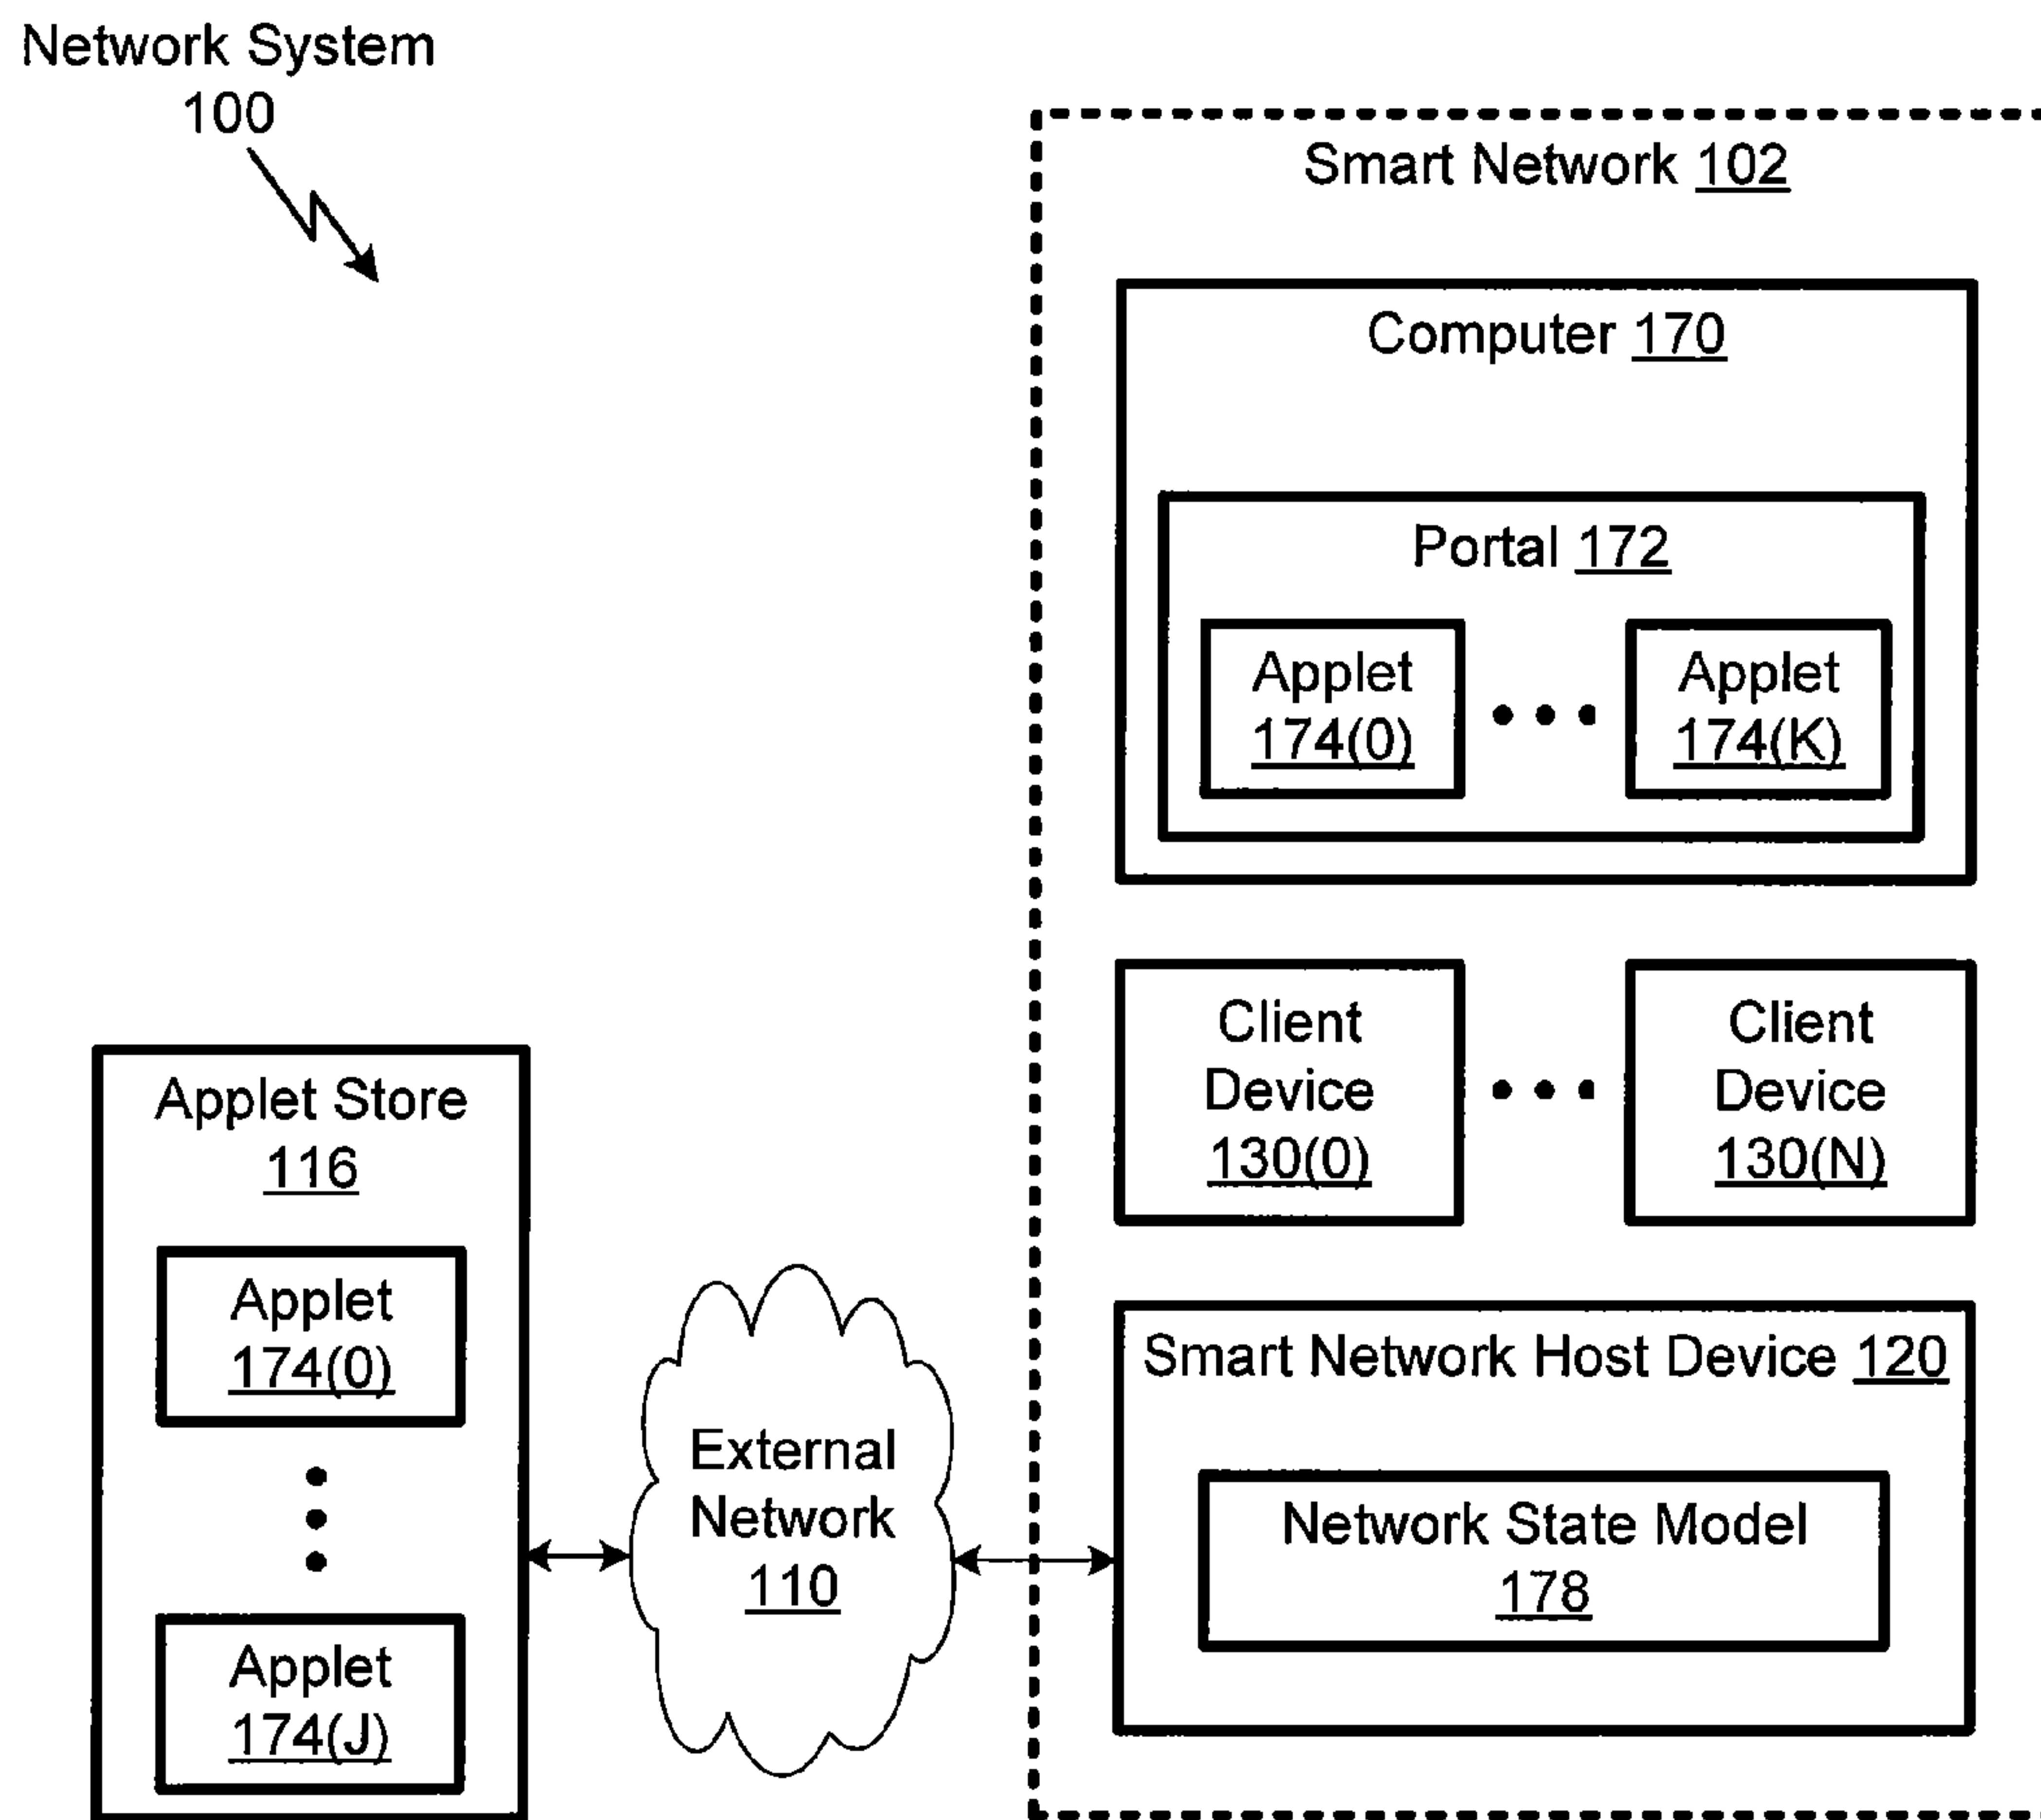 Network System
100
Smart Network 102
Computer 170
Portal 172
Applet
174(0)
Applet
174(K)
Client
Device
130(0)
Client
Device
130(N)
Applet Store
116
Applet
174(0)
Applet
174(J)
External
Network
110
Smart Network Host Device 120
Network State Model
178